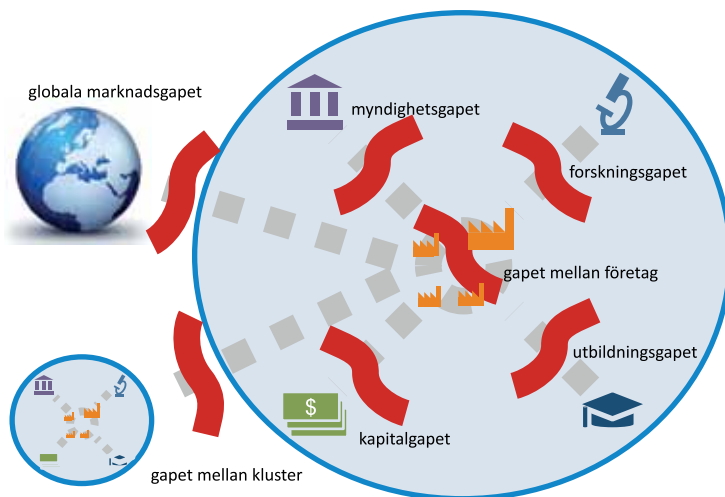 globala marknadsgapet
myndighetsgapet
forskningsgapet
gapet mellan företag
utbildningsgapet
$
kapitalgapet
gapet mellan kluster